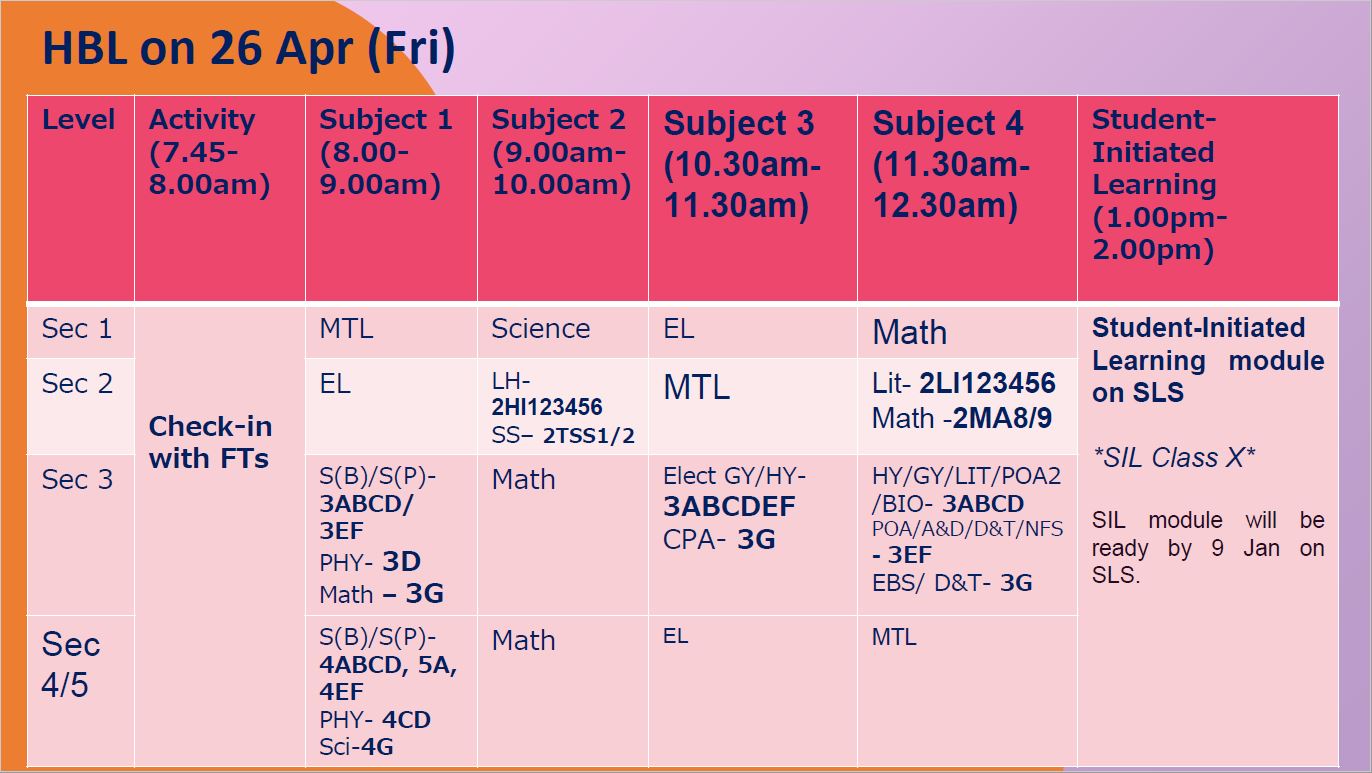 HBL on 26 Apr (Fri)
Level
Activity
(7.45-
8.00am)
Subject 1
(8.00-
9.00am)
Subject 2
(9.00am-
10.00am)
Subject 3
(10.30am-
11.30am)
Subject 4
(11.30am-
12.30am)
Student-
Initiated
Learning
(1.00pm-
2.00pm)
Sec 1
Check-in
with FTs
MTL
Science
EL
Math
Student-Initiated
Learning module
on SLS
*SIL Class X*
SIL module will be
ready by 9 Jan on
SLS.
Sec 2
EL
LH-
2HI123456
SS– 2TSS1/2
MTL
Lit- 2LI123456
Math -2MA8/9
Sec 3
S(B)/S(P)-
3ABCD/
3EF
PHY- 3D
Math – 3G
Math
Elect GY/HY-
3ABCDEF
CPA- 3G
HY/GY/LIT/POA2
/BIO- 3ABCD
POA/A&D/D&T/NFS
- 3EF
EBS/ D&T- 3G
Sec
4/5
S(B)/S(P)-
4ABCD, 5A,
4EF
PHY- 4CD
Sci-4G
Math
EL
MTL